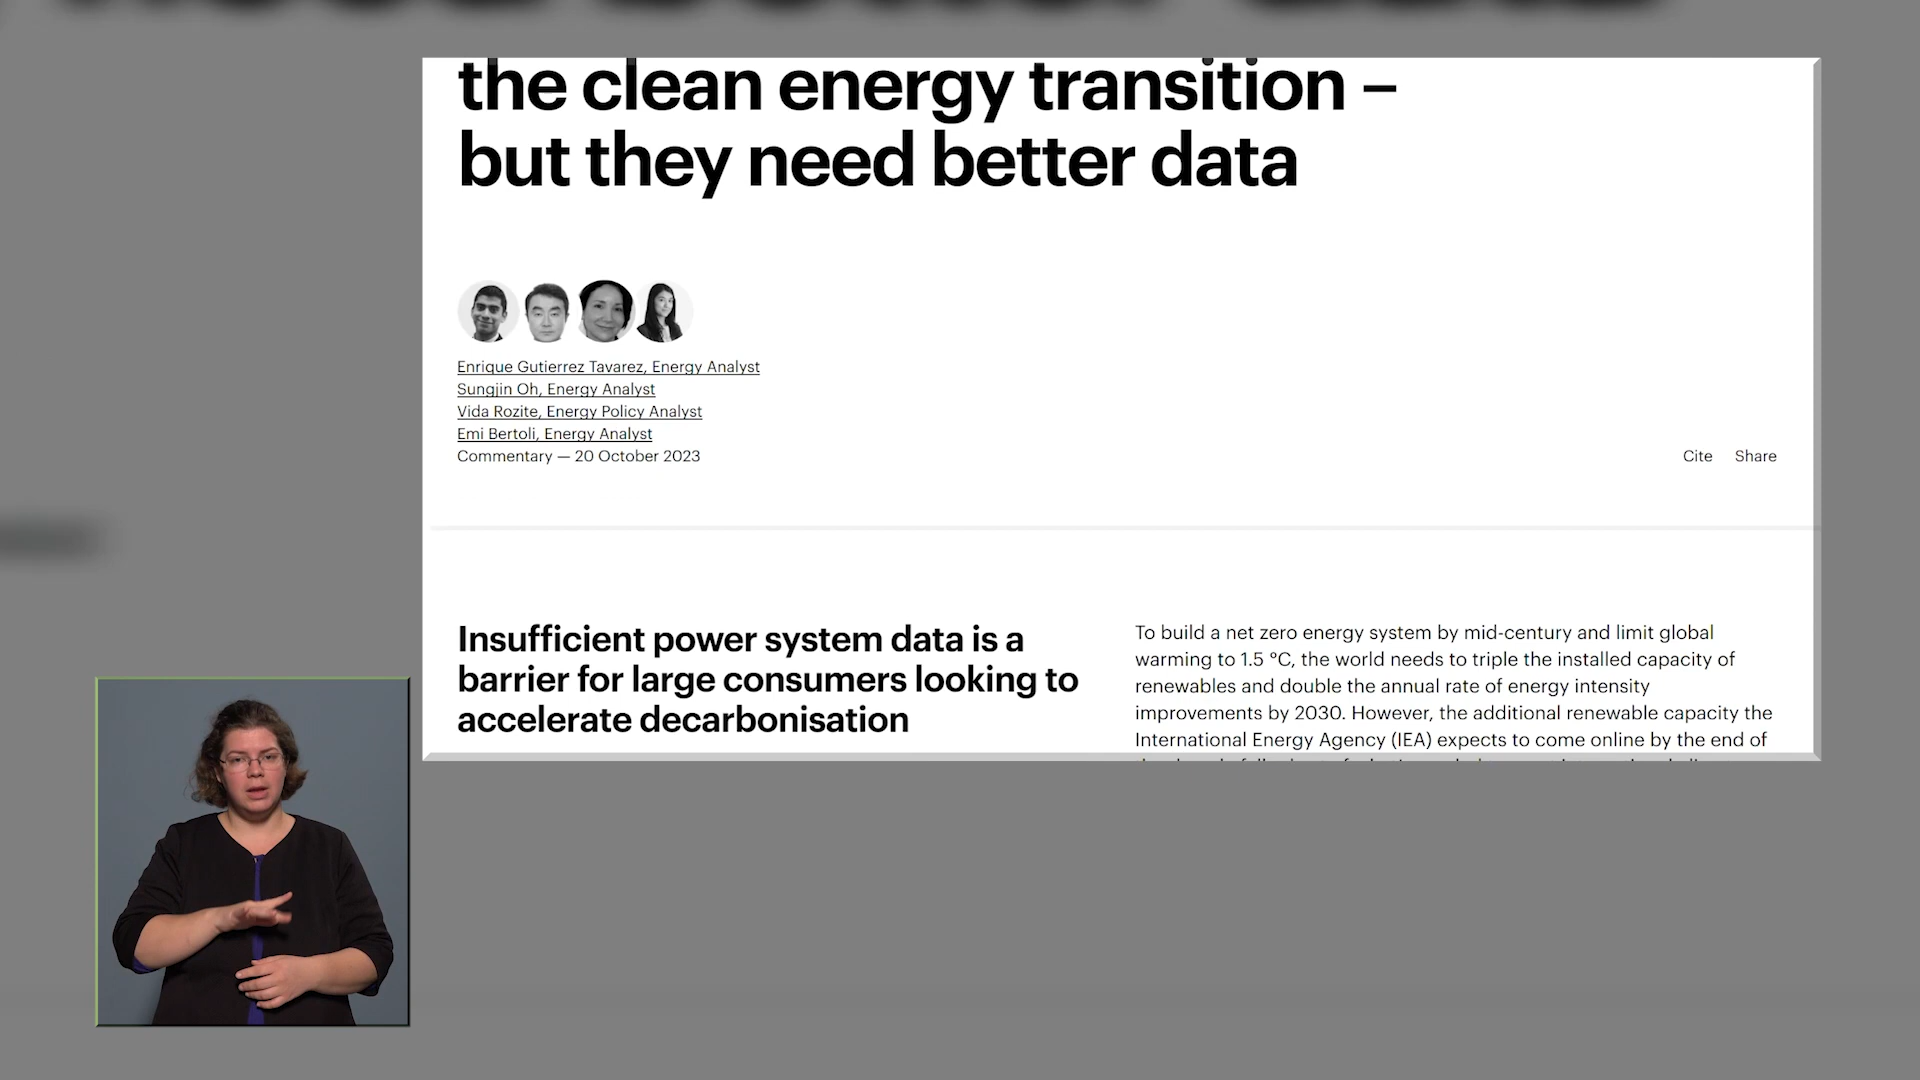 the clean energy transition –
but they need better data
Enrique Gutierrez Tavarez, Energy Analyst
Sungjin Oh, Energy Analyst
Vida Rozite, Energy Policy Analyst
Emi Bertoli, Energy Analyst
Commentary — 20 October 2023
Cite Share
Insufficient power system data is a
barrier for large consumers looking to
accelerate decarbonisation
To build a net zero energy system by mid-century and limit global
warming to 1.5 °C, the world needs to triple the installed capacity of
renewables and double the annual rate of energy intensity
improvements by 2030. However, the additional renewable capacity the
International Energy Agency (IEA) expects to come online by the end of